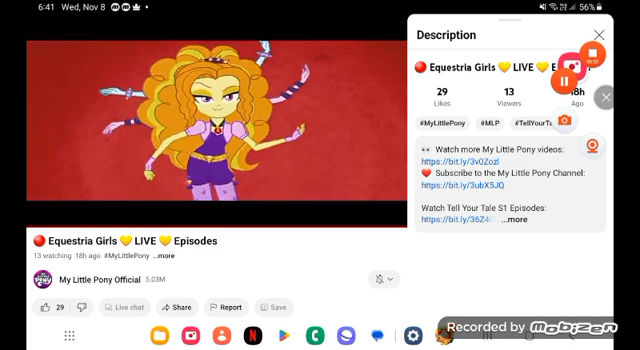 6:41 Wed, Nov 8
56%
Description
🔴 Equestria Girls 💛 LIVE 💛 E
29
13
18h
Likes
Viewers
Ago
#MyLittlePony
#MLP
#TellYourTa
👀 Watch more My Little Pony videos:
https://bit.ly/3v0Zozl
❤️ Subscribe to the My Little Pony Channel:
https://bit.ly/3ubX5JQ
Watch Tell Your Tale S1 Episodes:
https://bit.ly/36Z4 ...more
🔴 Equestria Girls 💛 LIVE 💛 Episodes
13 watching 18h ago #MyLittlePony ...more
My Little Pony Official 5.03M
29
Live chat
Share
Report
Save
Recorded by mobizen